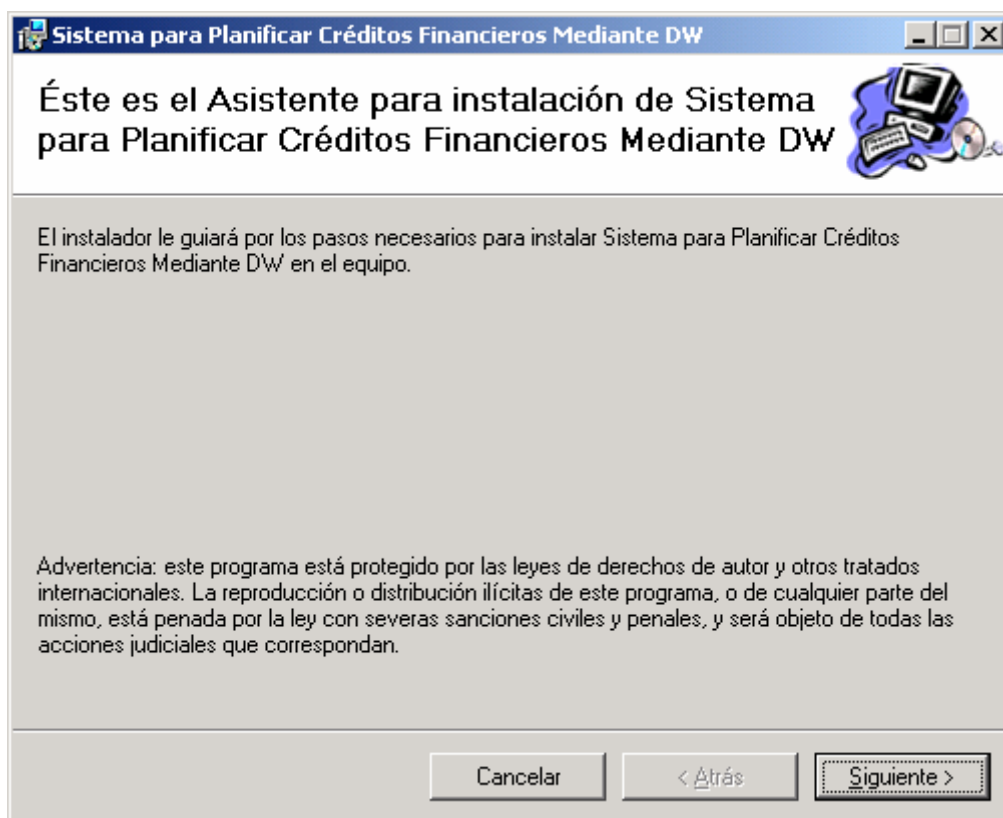 Sistema para Planificar Créditos Financieros Mediante DW
Éste es el Asistente para instalación de Sistema
para Planificar Créditos Financieros Mediante DW
El instalador le guiará por los pasos necesarios para instalar Sistema para Planificar Créditos
Financieros Mediante DW en el equipo.
Advertencia: este programa está protegido por las leyes de derechos de autor y otros tratados
internacionales. La reproducción o distribución ilícitas de este programa, o de cualquier parte del
mismo, está penada por la ley con severas sanciones civiles y penales, y será objeto de todas las
acciones judiciales que correspondan.
Cancelar < Atrás Siguiente >